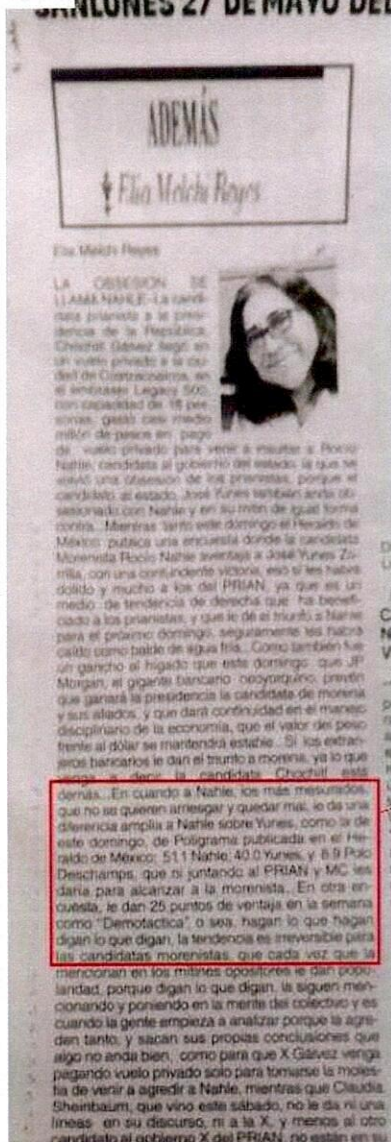 LUNES 27 DE MAYO DEL
ADEMÁS
Elia Melchi Reyes
Elia Melchi Reyes
LA OBSESION SE
LLAMA NAHLE.-La candi-
data prianista a la presi-
dencia de la República,
Gálvez llegó en
un vuelo privado a la ciu-
dad de Coatzacoalcos, en
el Legacy 500,
con capacidad de 16 per-
sonas, gastó casi medio
millón de pesos en pago
de vuelo privado para venir a insultar a Rocío
Nahle, candidata al gobierno del estado, la que se
volvió una obsesión de los prianistas, porque el
candidato al estado, José Yunes también anda ob-
sesionado con Nahle y en su mitin de igual forma
contra.. Mientras tanto este domingo el Heraldo de
México, publica una encuesta donde la candidata
Morenista Rocío Nahle aventaja a José Yunes Zo-
rrilla, con una contundente victoria, eso sí les habrá
dolido y mucho a los del PRIAN, ya que es un
medio de tendencia de derecha que ha benefi-
ciado a los prianistas, y que le dé el triunfo a Nahle
para el próximo domingo, seguramente les habrá
caído como balde de agua fría.. Como también fue
un gancho al hígado que este domingo que JP
Morgan, el gigante bancario neoyorquino, prevén
que ganará la presidencia la candidata de morena
y sus aliados, y que dará continuidad en el manejo
disciplinario de la economía, que el valor del peso
frente al dólar se mantendrá estable.. Si los extran-
jeros bancarios le dan el triunfo a morena, ya lo que
venga a decir la candidata está
demás...En cuando a Nahle, los más mesurados,
que no se quieren arriesgar y quedar mal, le da una
diferencia amplia a Nahle sobre Yunes, como la de
este domingo, de Poligrama publicada en el He-
raldo de México; 51.1 Nahle, 40.0 Yunes, y 8.9 Polo
Deschamps, que ni juntando al PRIAN y MC les
daría para alcanzar a la morenista.. En otra en-
cuesta, le dan 25 puntos de ventaja en la semana
como "Demotáctica" o sea, hagan lo que hagan
digan lo que digan, la tendencia es irreversible para
las candidatas morenistas, que cada vez que la
mencionan en los mítines opositores le dan popu-
laridad, porque digan lo que digan, la siguen men-
cionando y poniendo en la mente del colectivo y es
cuando la gente empieza a analizar porque la agre-
den tanto, y sacan sus propias conclusiones que
algo no anda bien, como para que X Gálvez venga
pagando vuelo privado solo para tomarse la moles-
tia de venir a agredir a Nahle, mientras que Claudia
Sheinbaum, que vino este sábado, no le da ni una
líneas en su discurso, ni a la X, y menos al otro
candidato al gobierno del PRIAN